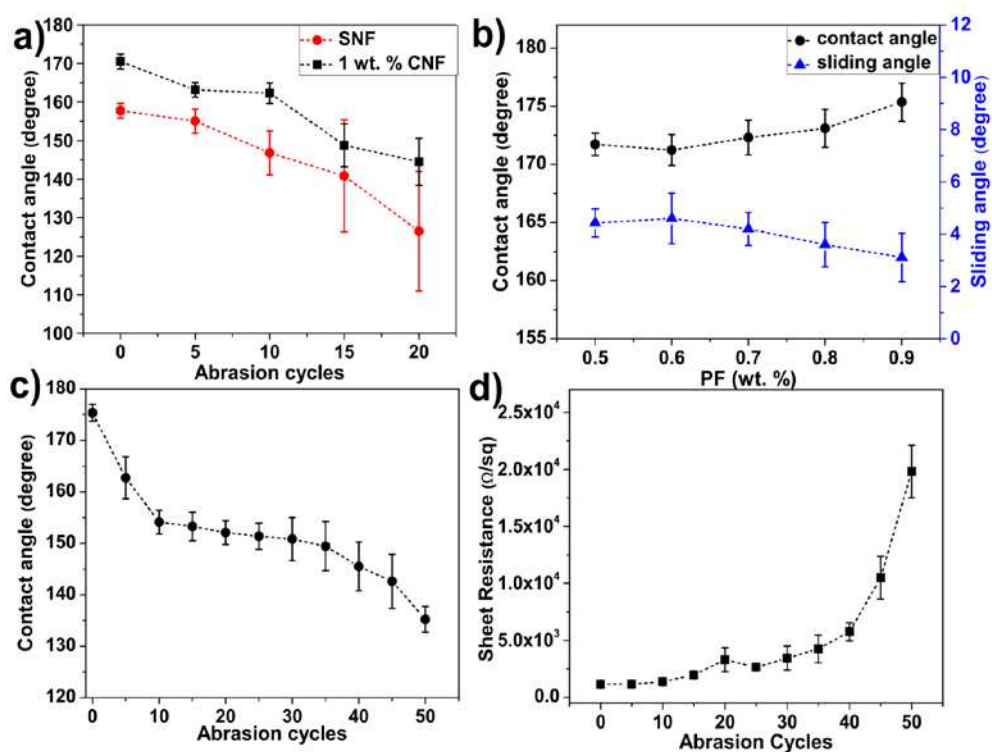 a)
SNF
1 wt. % CNF
Contact angle (degree)
180
170
160
150
140
130
120
110
100
0 5 10 15 20
Abrasion cycles
b)
contact angle
sliding angle
Contact angle (degree)
180
175
170
165
160
155
Sliding angle (degree)
12
10
8
6
4
2
0
0.5 0.6 0.7 0.8 0.9
PF (wt. %)
c)
Contact angle (degree)
180
170
160
150
140
130
120
0 10 20 30 40 50
Abrasion cycles
d)
Sheet Resistance (Ω/sq)
2.5x10⁴
2.0x10⁴
1.5x10⁴
1.0x10⁴
5.0x10³
0.0
0 10 20 30 40 50
Abrasion Cycles